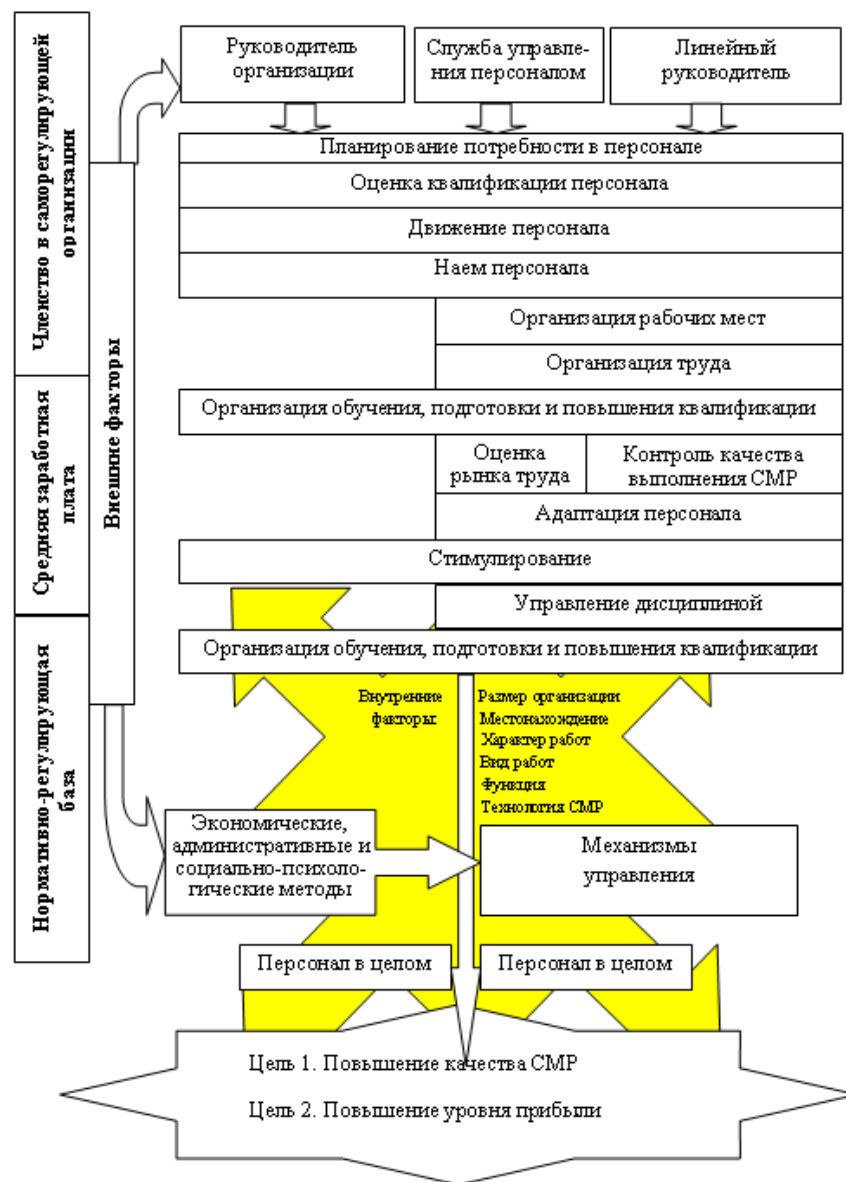 Членство в саморегулирующей
организации
Средняя заработная
плата
Нормативно-регулирующая
база
Внешние факторы
Руководитель
организации
Служба управле-
ния персоналом
Линейный
руководитель
Планирование потребности в персонале
Оценка квалификации персонала
Движение персонала
Наем персонала
Организация рабочих мест
Организация труда
Организация обучения, подготовки и повышения квалификации
Оценка
рынка труда
Контроль качества
выполнения СМР
Адаптация персонала
Стимулирование
Управление дисциплиной
Организация обучения, подготовки и повышения квалификации
Внутренние
факторы:
Размер организации
Местонахождение
Характер работ
Вид работ
Функция
Технология СМР
Экономические,
административные и
социально-психоло-
гические методы
Механизмы
управления
Персонал в целом
Персонал в целом
Цель 1. Повышение качества СМР
Цель 2. Повышение уровня прибыли